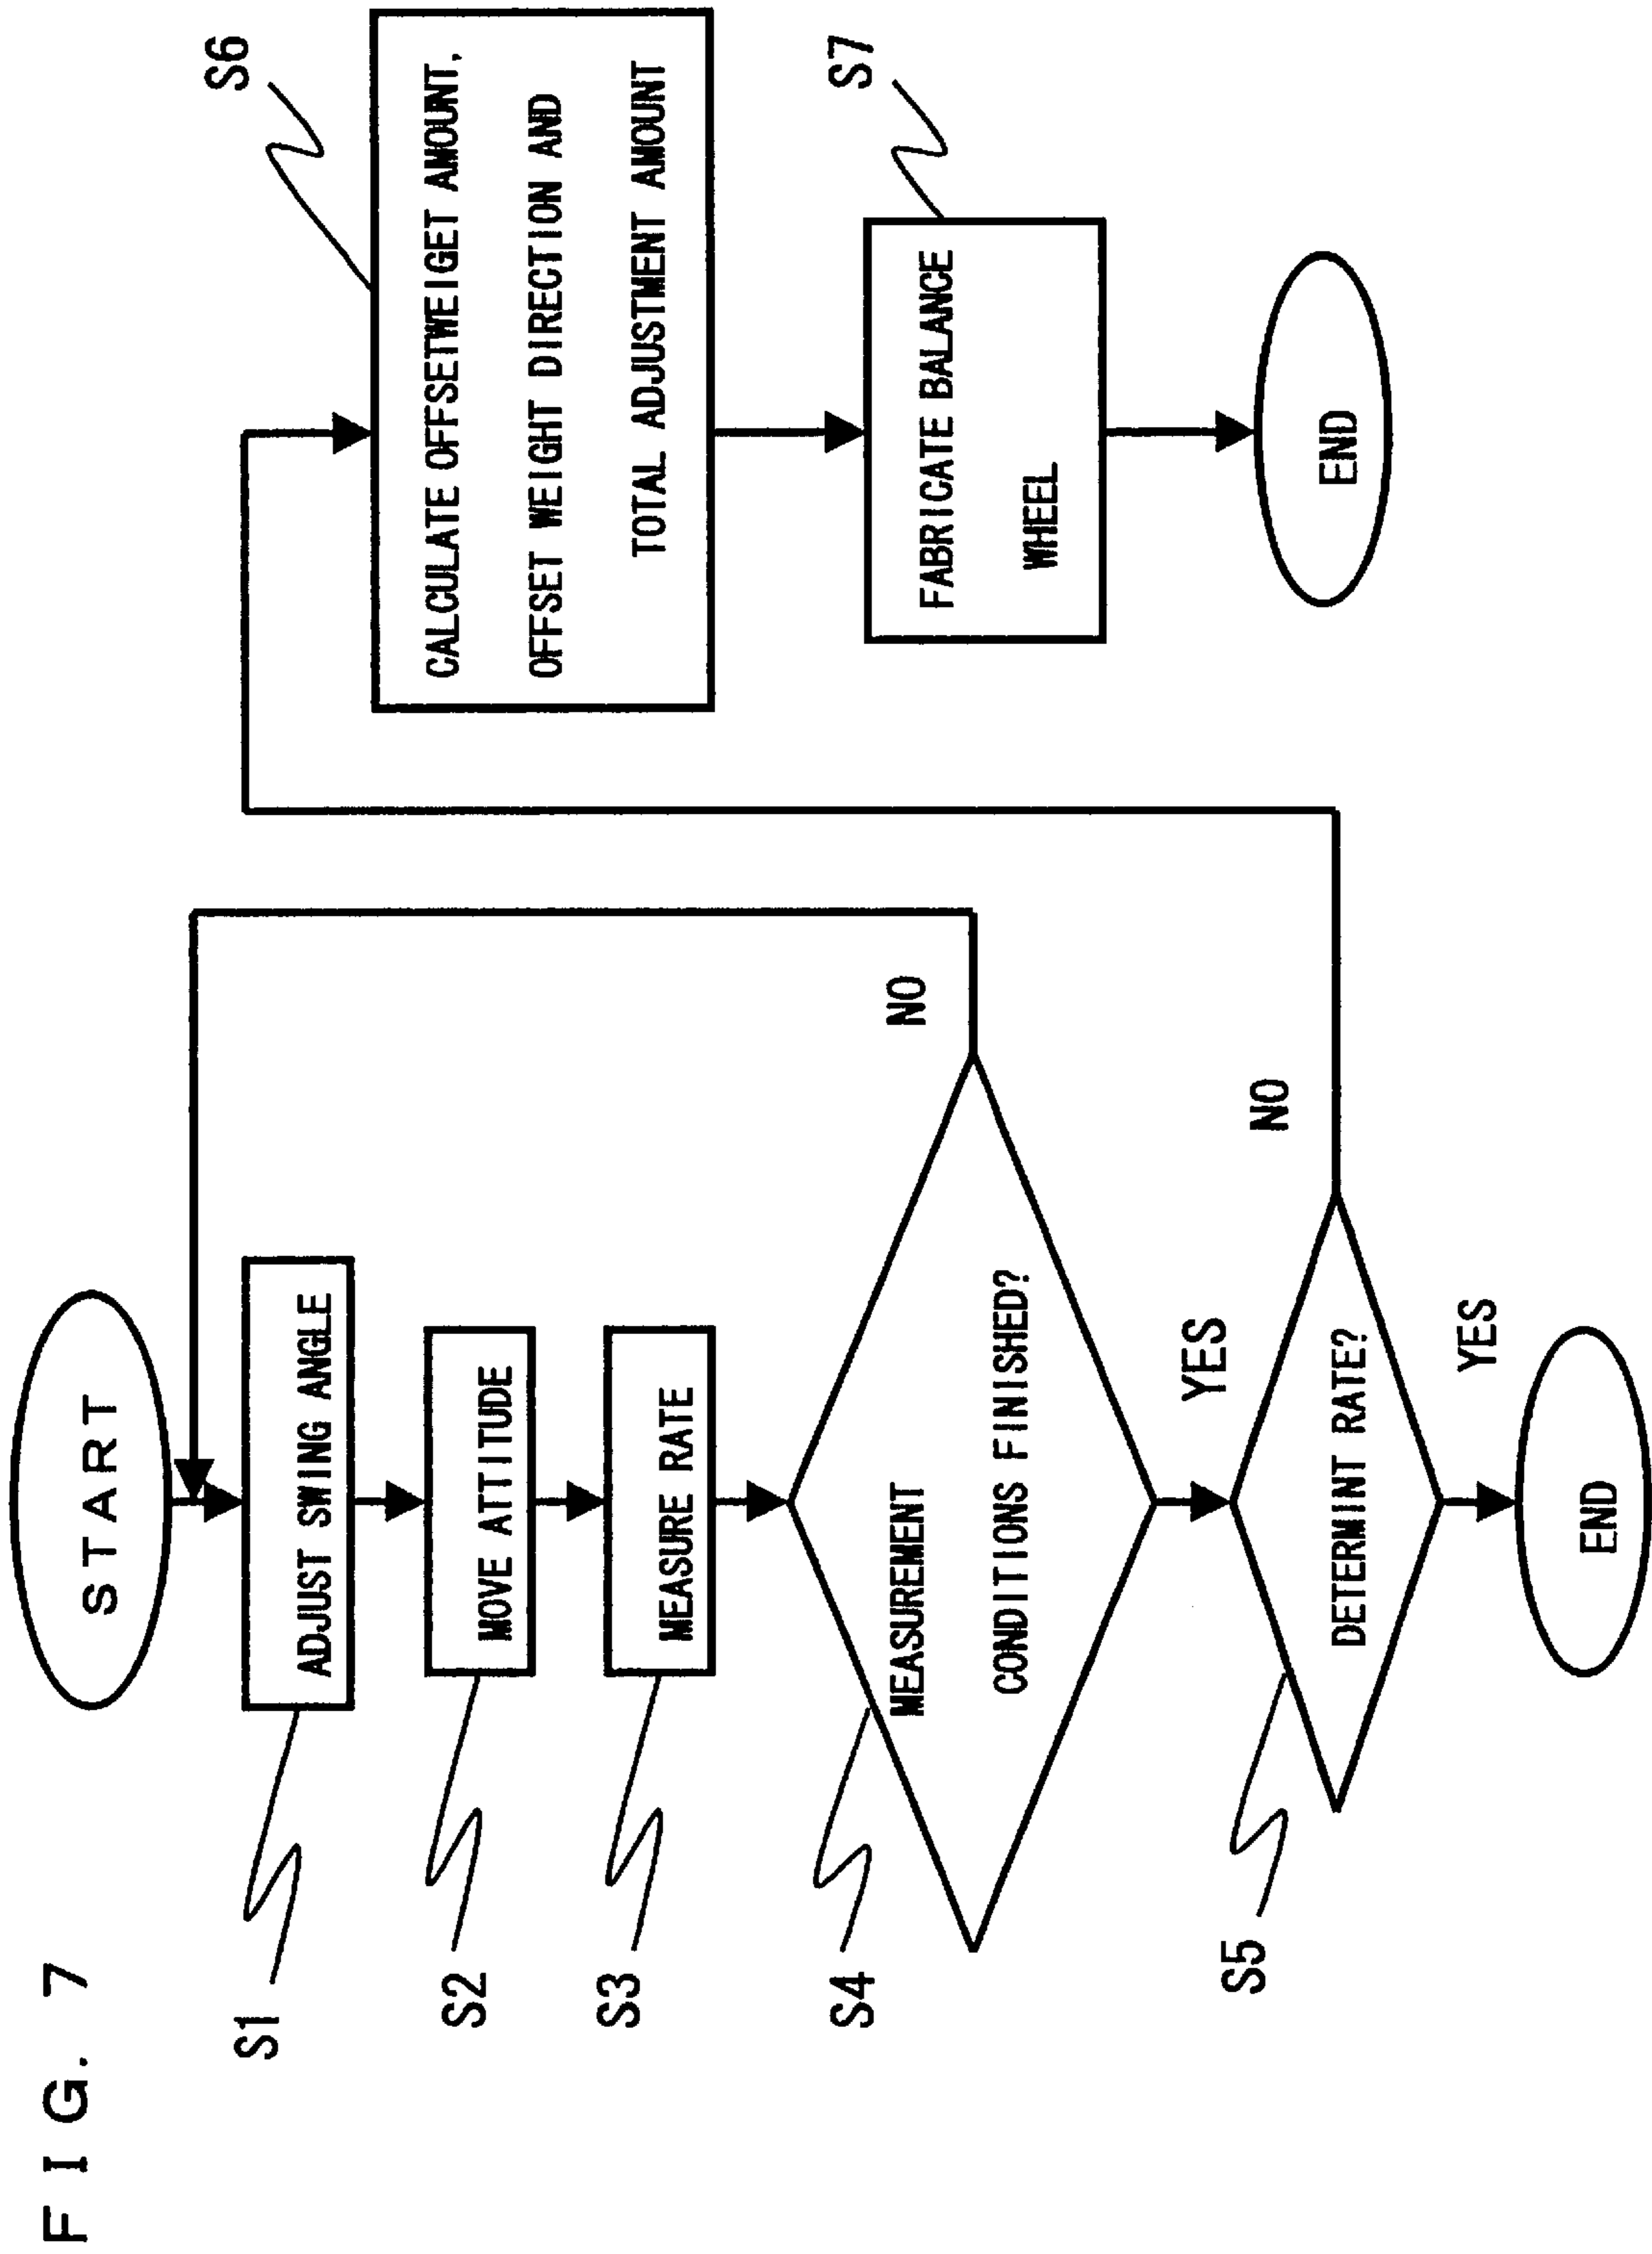 FIG. 7
START
S1
ADJUST SWING ANGLE
S2
MOVE ATTITUDE
S3
MEASURE RATE
S4
MEASUREMENT
CONDITIONS FINISHED?
NO
YES
S5
DETERMINT RATE?
NO
YES
END
S6
CALCULATE OFFSETWEIGET AMOUNT,
OFFSET WEIGHT DIRECTION AND
TOTAL ADJUSTMENT AMOUNT
S7
FABRICATE BALANCE
WHEEL
END